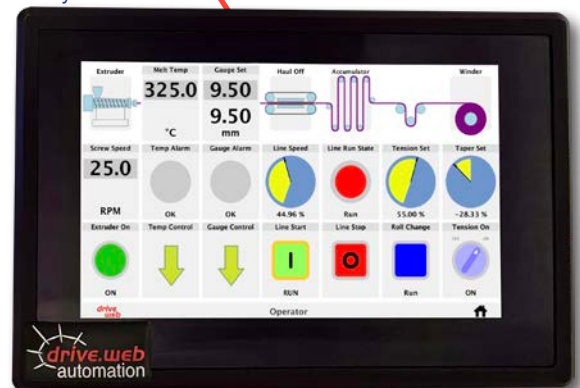 Extruder Melt Temp Gauge Set Haul Off Accumulator Winder
325.0 9.50
9.50
°C mm
Screw Speed Temp Alarm Gauge Alarm Line Speed Line Run State Tension Set Taper Set
25.0
RPM OK OK 44.96 % Run 55.00 % -28.33 %
Extruder On Temp Control Gauge Control Line Start Line Stop Roll Change Tension On
I O
ON RUN Run ON
drive.web Operator
drive.web
automation